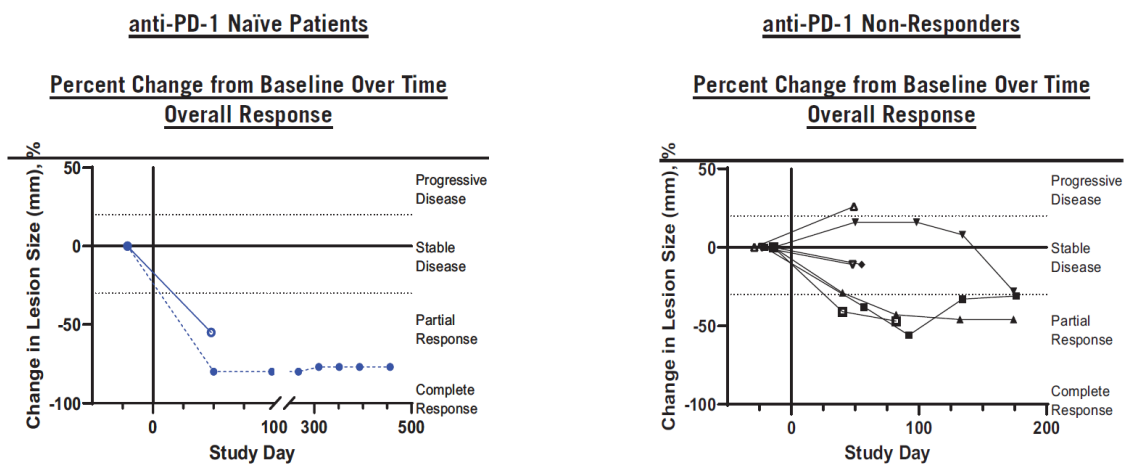 anti-PD-1 Naïve Patients
Percent Change from Baseline Over Time
Overall Response
Change in Lesion Size (mm), %
50
0
-50
-100
Progressive
Disease
Stable
Disease
Partial
Response
Complete
Response
0
100
300
500
Study Day
anti-PD-1 Non-Responders
Percent Change from Baseline Over Time
Overall Response
Change in Lesion Size (mm), %
50
0
-50
-100
Progressive
Disease
Stable
Disease
Partial
Response
Complete
Response
0
100
200
Study Day